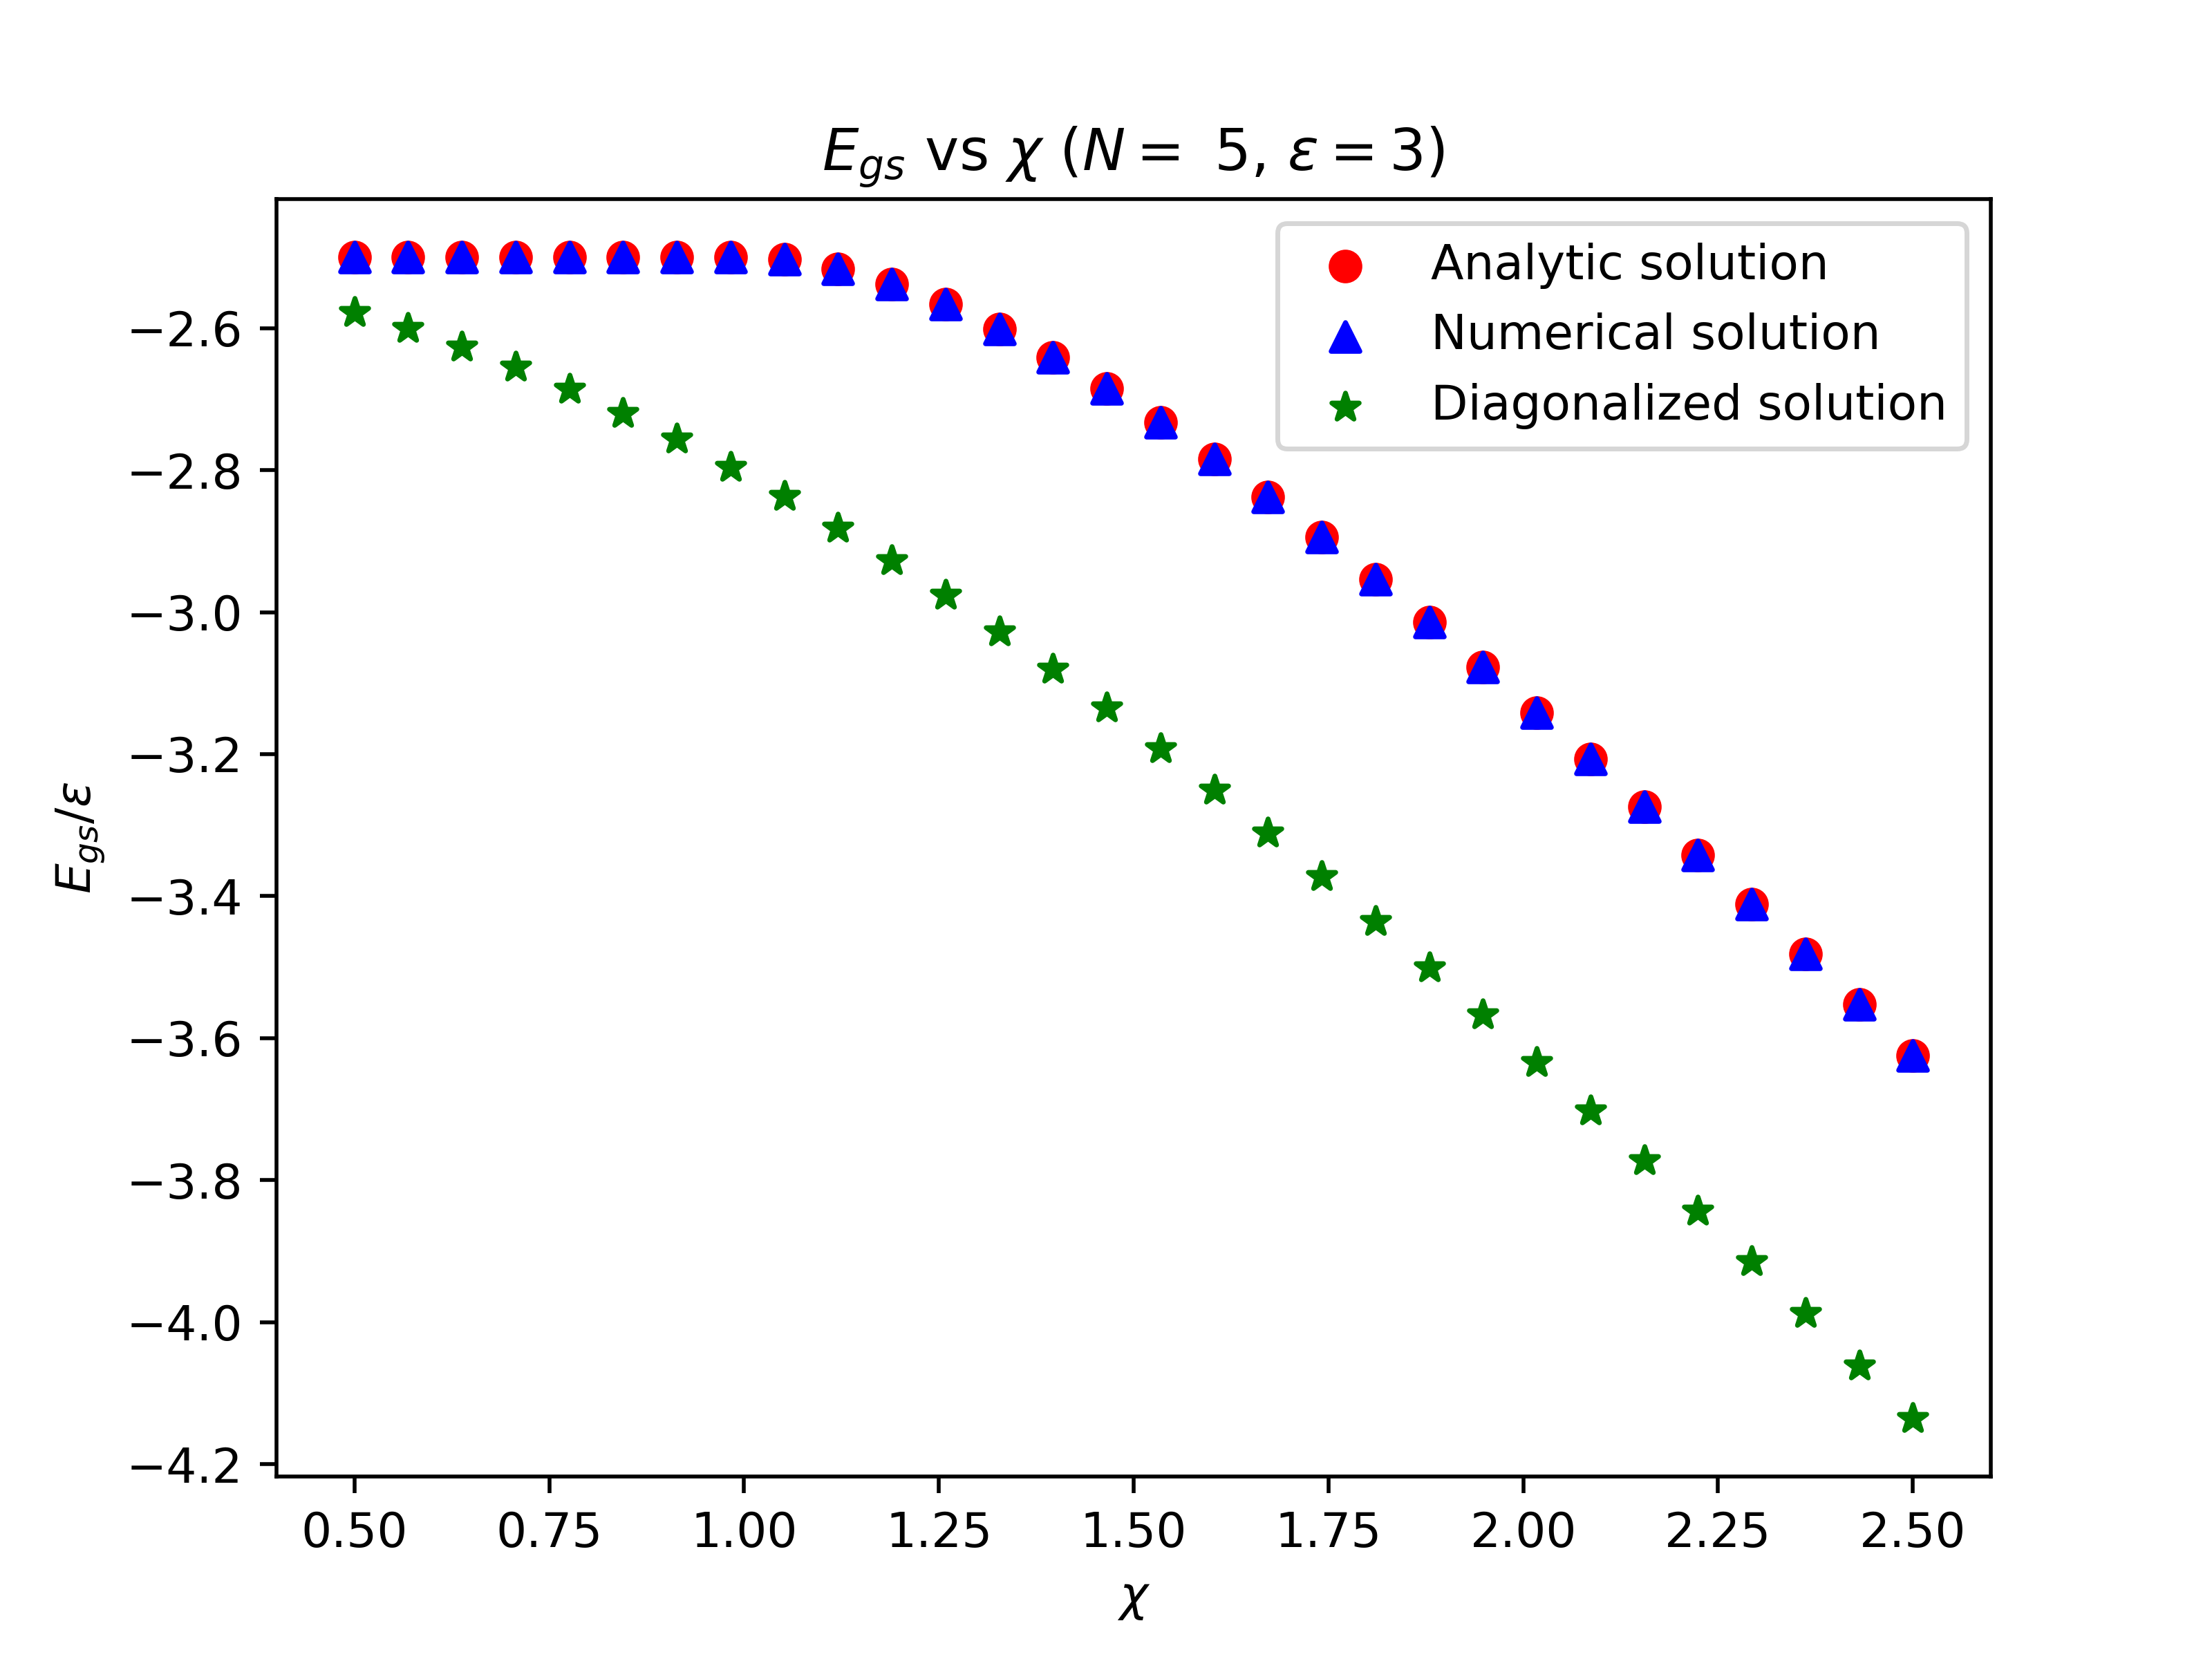 E_gs vs χ (N = 5, ε = 3)
Analytic solution
Numerical solution
Diagonalized solution
E_gs/ε
−2.6
−2.8
−3.0
−3.2
−3.4
−3.6
−3.8
−4.0
−4.2
0.50 0.75 1.00 1.25 1.50 1.75 2.00 2.25 2.50
χ